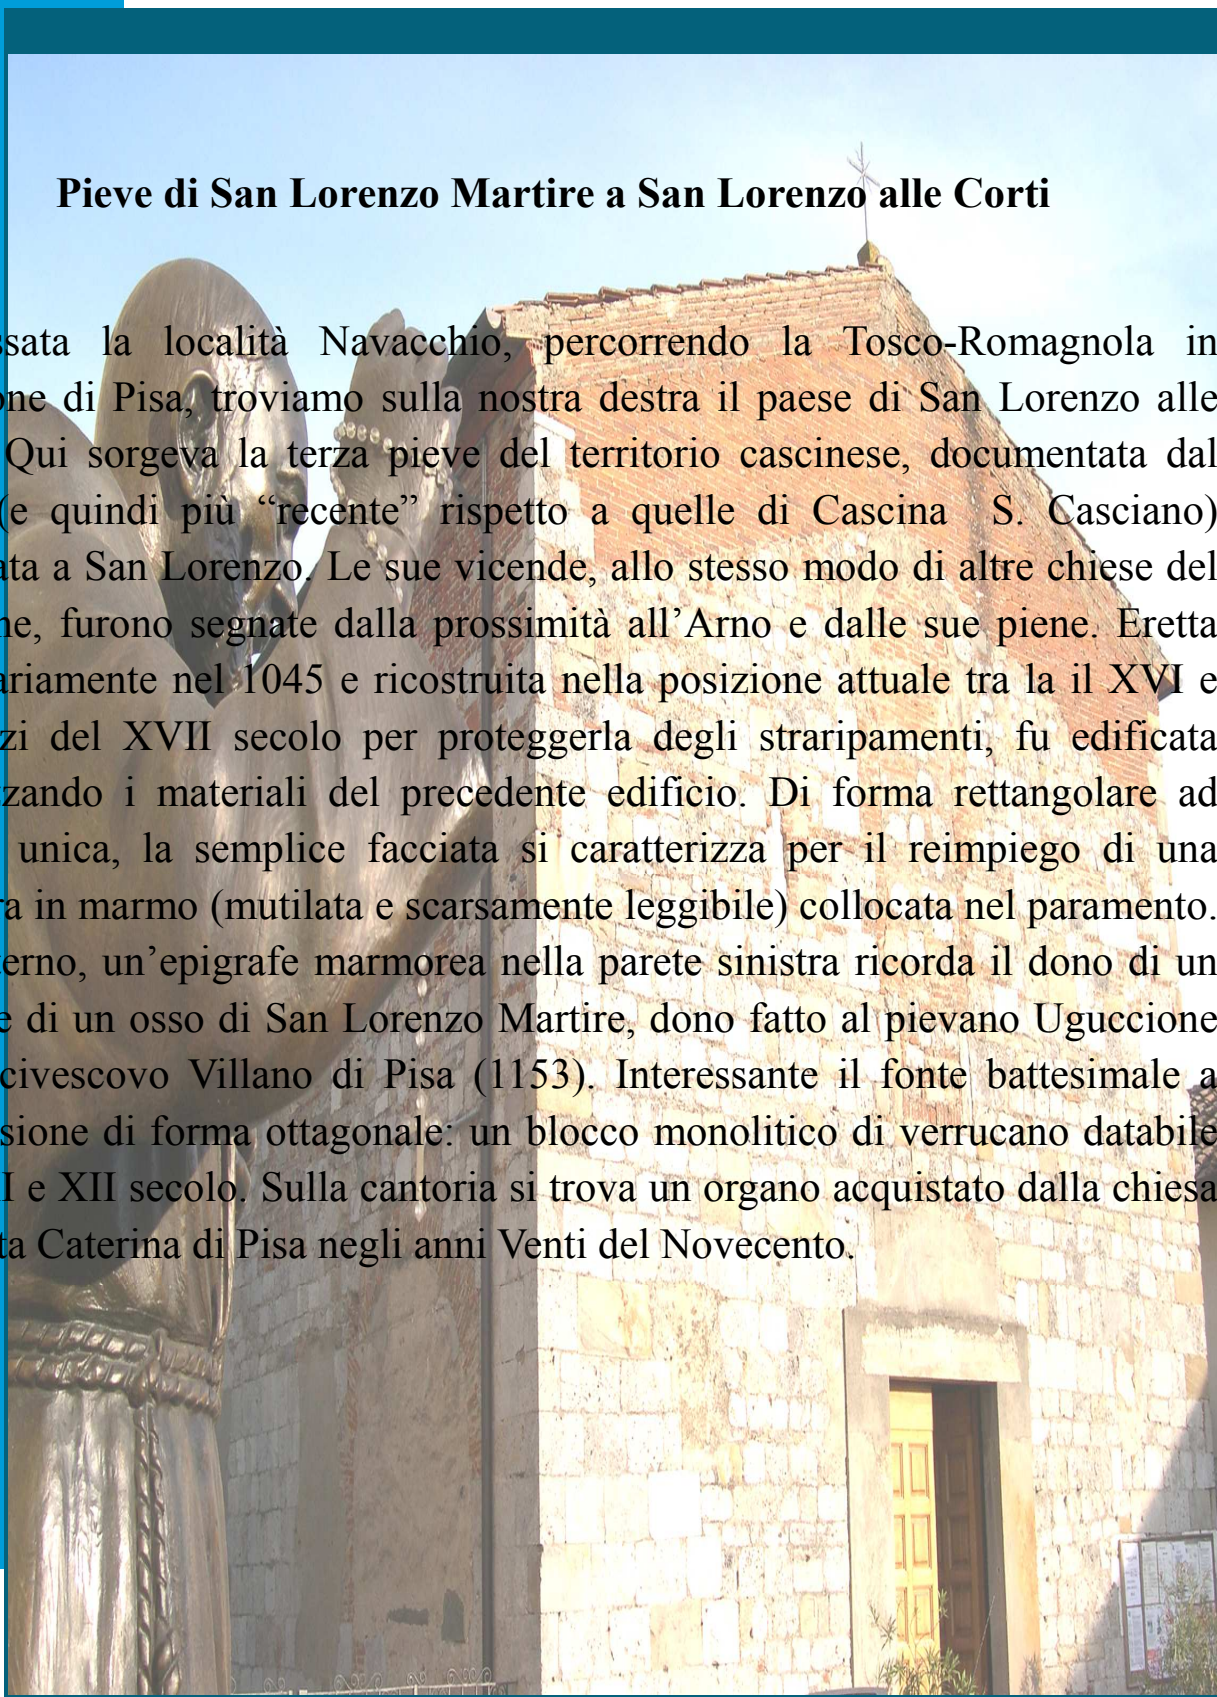 Pieve di San Lorenzo Martire a San Lorenzo alle Corti
ssata la località Navacchio, percorrendo la Tosco-Romagnola in
one di Pisa, troviamo sulla nostra destra il paese di San Lorenzo alle
Qui sorgeva la terza pieve del territorio cascinese, documentata dal
(e quindi più “recente” rispetto a quelle di Cascina S. Casciano)
ata a San Lorenzo. Le sue vicende, allo stesso modo di altre chiese del
ne, furono segnate dalla prossimità all’Arno e dalle sue piene. Eretta
ariamente nel 1045 e ricostruita nella posizione attuale tra la il XVI e
zi del XVII secolo per proteggerla degli straripamenti, fu edificata
zzando i materiali del precedente edificio. Di forma rettangolare ad
unica, la semplice facciata si caratterizza per il reimpiego di una
ra in marmo (mutilata e scarsamente leggibile) collocata nel paramento.
terno, un’epigrafe marmorea nella parete sinistra ricorda il dono di un
e di un osso di San Lorenzo Martire, dono fatto al pievano Uguccione
civescovo Villano di Pisa (1153). Interessante il fonte battesimale a
sione di forma ottagonale: un blocco monolitico di verrucano databile
I e XII secolo. Sulla cantoria si trova un organo acquistato dalla chiesa
ta Caterina di Pisa negli anni Venti del Novecento.